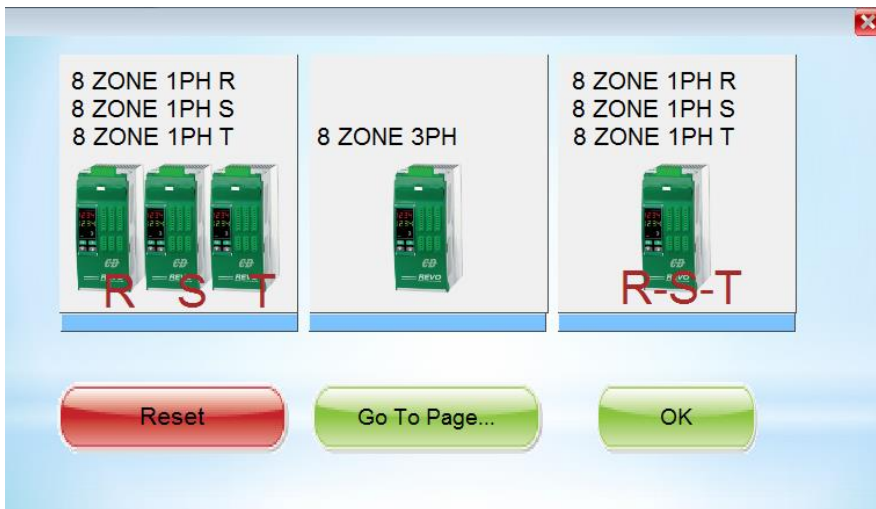 8 ZONE 1PH R
8 ZONE 1PH S
8 ZONE 1PH T
R S T
8 ZONE 3PH
REVO
8 ZONE 1PH R
8 ZONE 1PH S
8 ZONE 1PH T
R-S-T
Reset
Go To Page...
OK